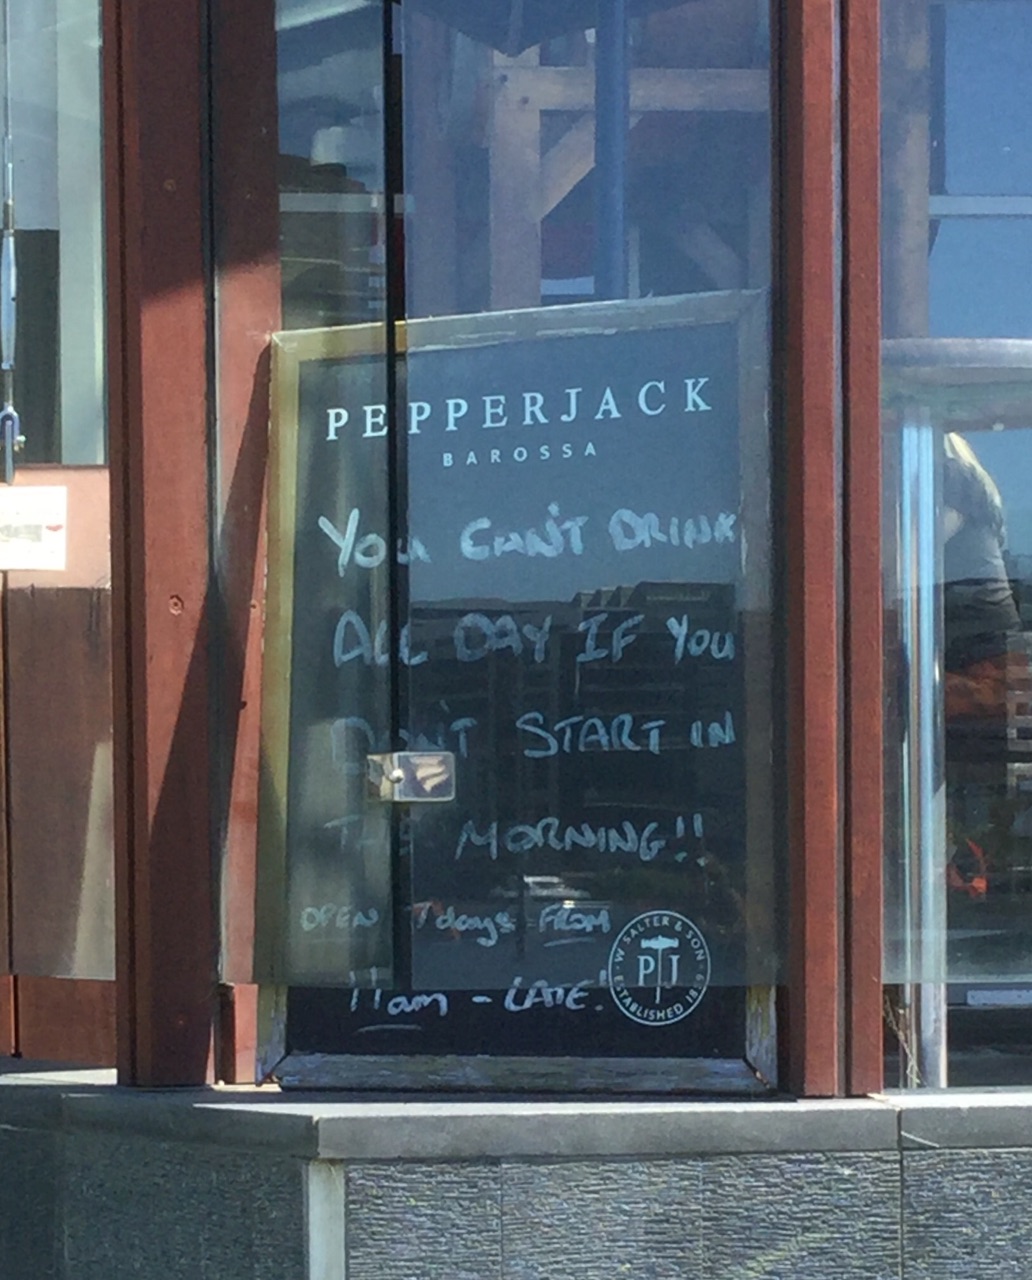 PEPPERJACK
BAROSSA
YOU CAN'T DRINK
ALL DAY IF YOU
DON'T START IN
THE MORNING!!
OPEN 7 days FROM
11am - LATE!
W SALTER & SON
PJ
ESTABLISHED